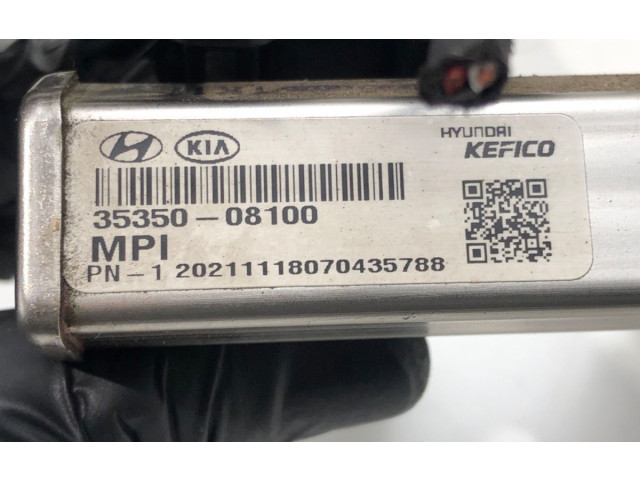 KIA
HYUNDAI
KEFICO
35350-08100
MPI
PN-1 20211118070435788